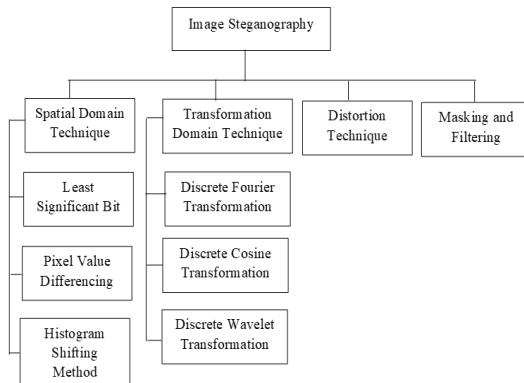 Image Steganography
Spatial Domain
Technique
Transformation
Domain Technique
Distortion
Technique
Masking and
Filtering
Least
Significant Bit
Discrete Fourier
Transformation
Pixel Value
Differencing
Discrete Cosine
Transformation
Histogram
Shifting
Method
Discrete Wavelet
Transformation